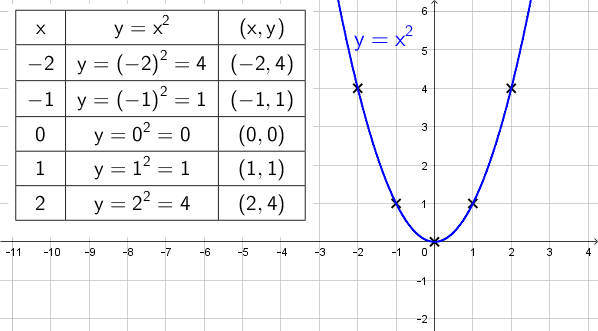 x y = x² (x, y)
−2 y = (−2)² = 4 (−2, 4)
−1 y = (−1)² = 1 (−1, 1)
0 y = 0² = 0 (0, 0)
1 y = 1² = 1 (1, 1)
2 y = 2² = 4 (2, 4)
y = x²
6
5
4
3
2
1
-11 -10 -9 -8 -7 -6 -5 -4 -3 -2 -1 0 1 2 3 4
-1
-2